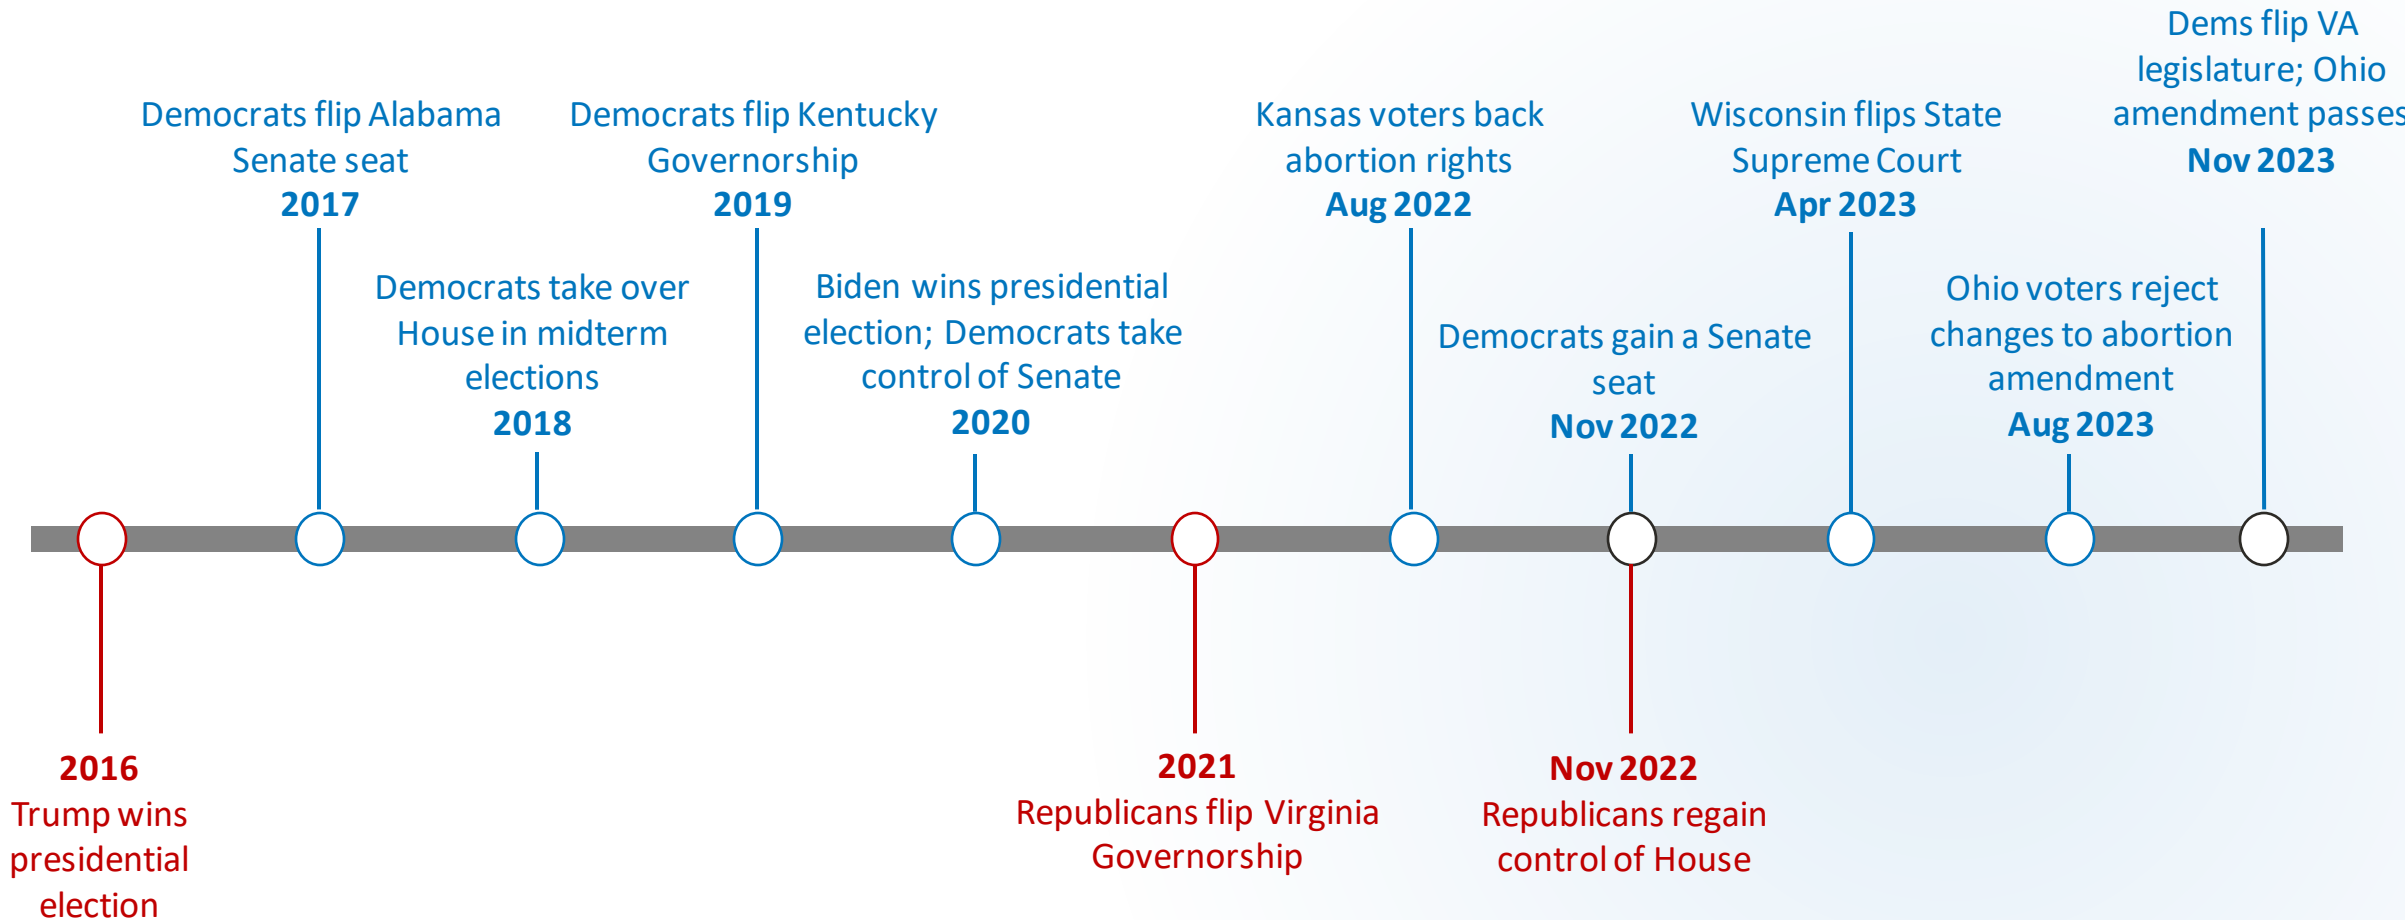 Democrats flip Alabama
Senate seat
2017
Democrats take over
House in midterm
elections
2018
Democrats flip Kentucky
Governorship
2019
Biden wins presidential
election; Democrats take
control of Senate
2020
Kansas voters back
abortion rights
Aug 2022
Democrats gain a Senate
seat
Nov 2022
Wisconsin flips State
Supreme Court
Apr 2023
Ohio voters reject
changes to abortion
amendment
Aug 2023
Dems flip VA
legislature; Ohio
amendment passes
Nov 2023
2016
Trump wins
presidential
election
2021
Republicans flip Virginia
Governorship
Nov 2022
Republicans regain
control of House